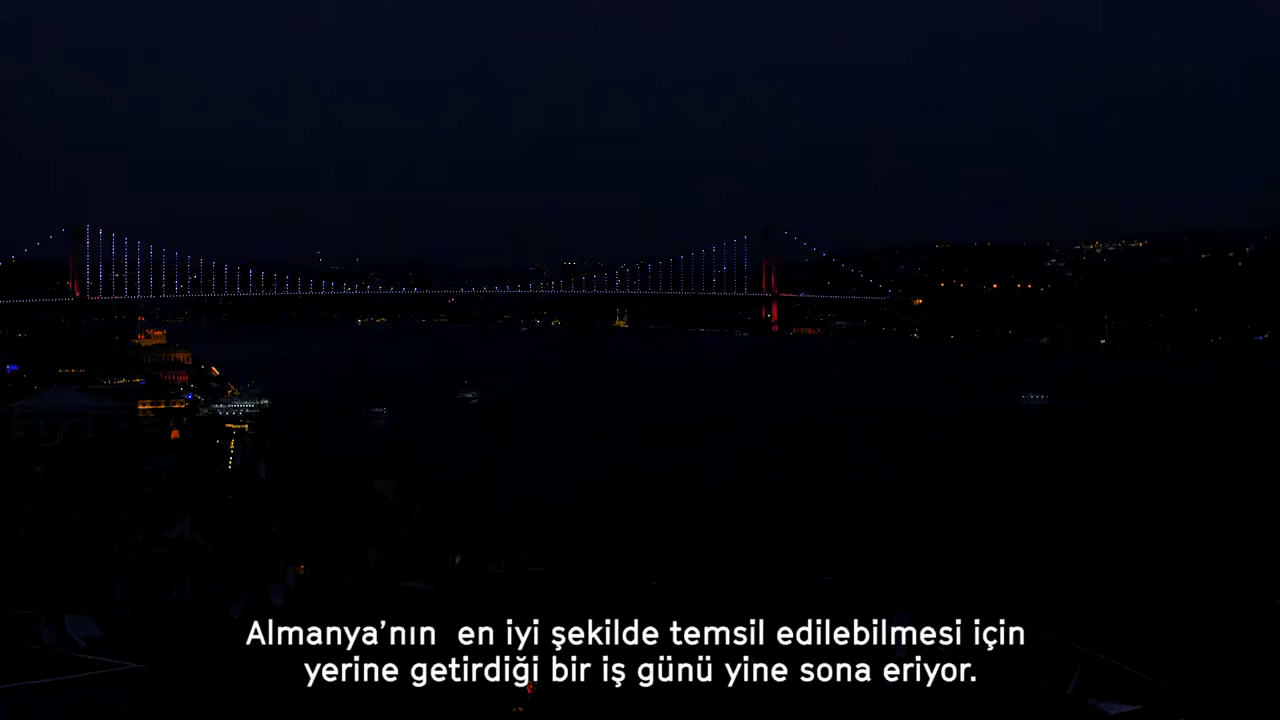 Almanya’nın  en iyi şekilde temsil edilebilmesi için
yerine getirdiği bir iş günü yine sona eriyor.